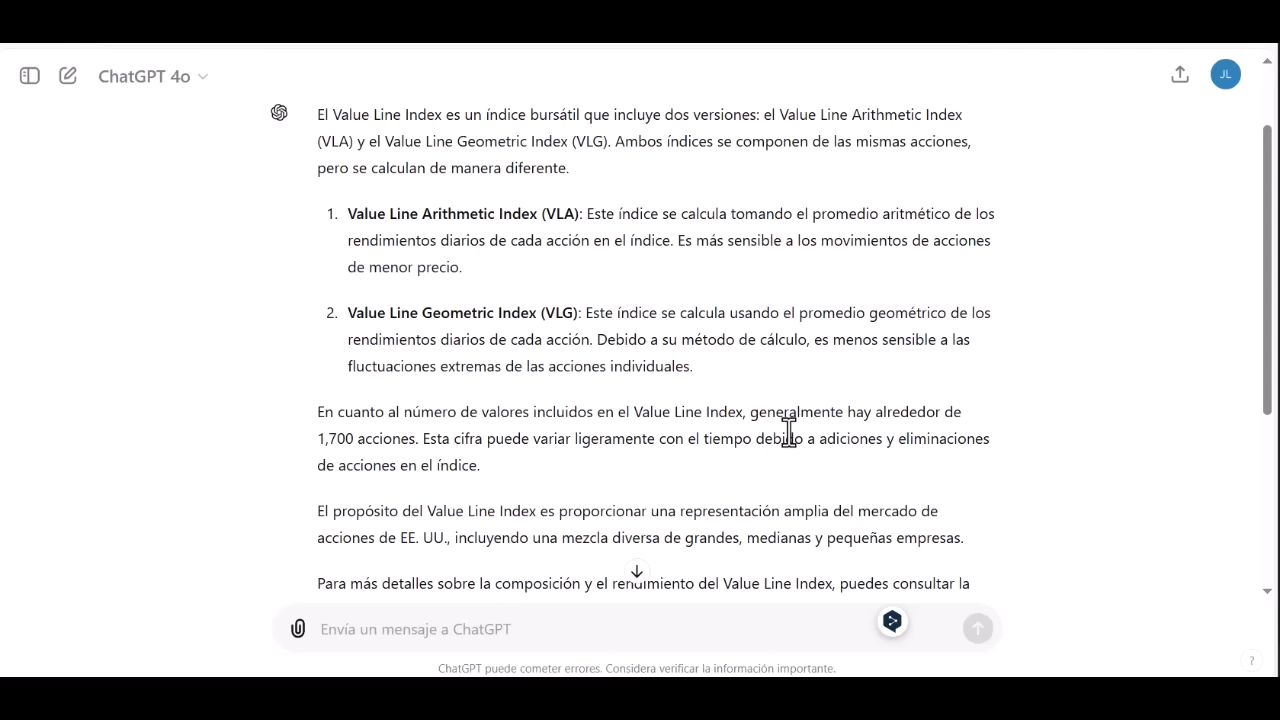 ChatGPT 4o
JL
El Value Line Index es un índice bursátil que incluye dos versiones: el Value Line Arithmetic Index
(VLA) y el Value Line Geometric Index (VLG). Ambos índices se componen de las mismas acciones,
pero se calculan de manera diferente.
1. Value Line Arithmetic Index (VLA): Este índice se calcula tomando el promedio aritmético de los
rendimientos diarios de cada acción en el índice. Es más sensible a los movimientos de acciones
de menor precio.
2. Value Line Geometric Index (VLG): Este índice se calcula usando el promedio geométrico de los
rendimientos diarios de cada acción. Debido a su método de cálculo, es menos sensible a las
fluctuaciones extremas de las acciones individuales.
En cuanto al número de valores incluidos en el Value Line Index, generalmente hay alrededor de
1,700 acciones. Esta cifra puede variar ligeramente con el tiempo debido a adiciones y eliminaciones
de acciones en el índice.
El propósito del Value Line Index es proporcionar una representación amplia del mercado de
acciones de EE. UU., incluyendo una mezcla diversa de grandes, medianas y pequeñas empresas.
Para más detalles sobre la composición y el rendimiento del Value Line Index, puedes consultar la
Envía un mensaje a ChatGPT
ChatGPT puede cometer errores. Considera verificar la información importante.
?